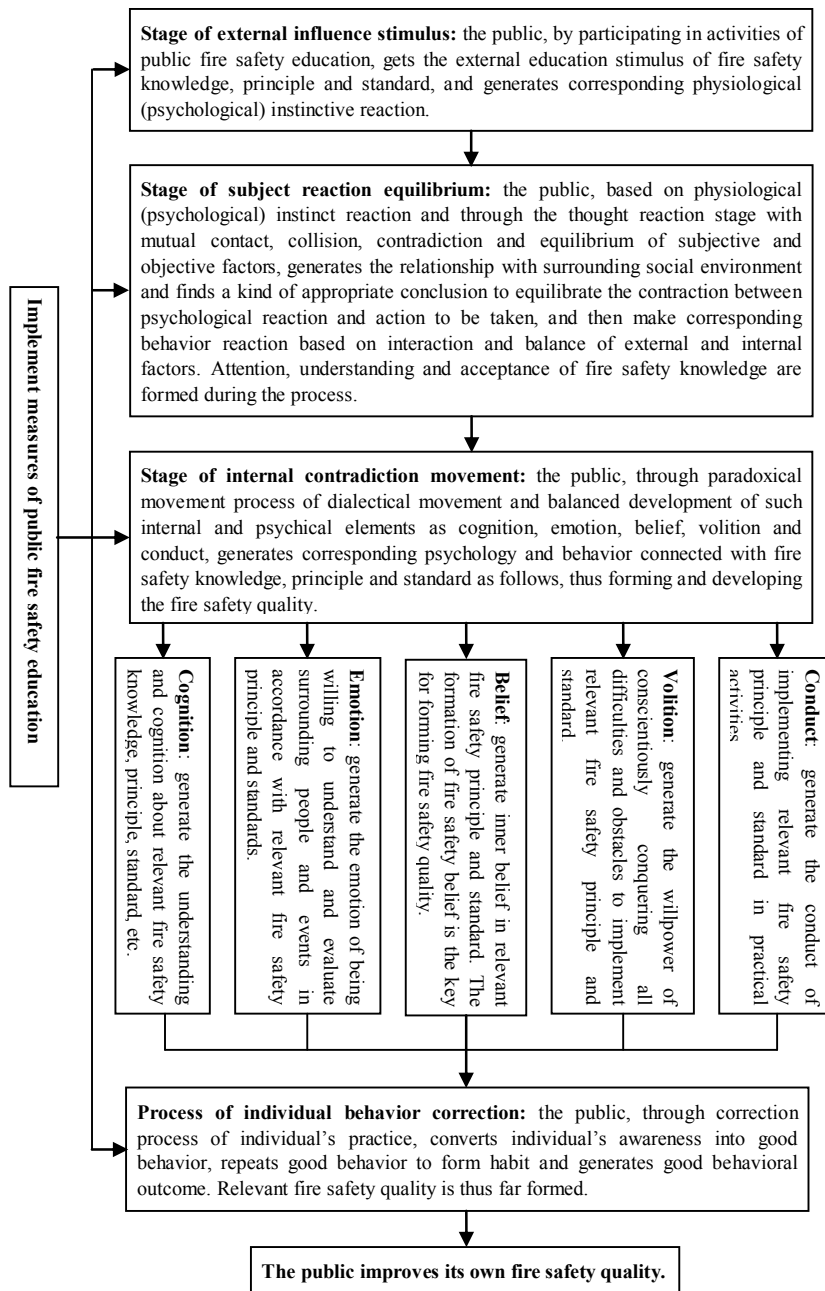 Stage of external influence stimulus: the public, by participating in activities of
public fire safety education, gets the external education stimulus of fire safety
knowledge, principle and standard, and generates corresponding physiological
(psychological) instinctive reaction.
Stage of subject reaction equilibrium: the public, based on physiological
(psychological) instinct reaction and through the thought reaction stage with
mutual contact, collision, contradiction and equilibrium of subjective and
objective factors, generates the relationship with surrounding social environment
and finds a kind of appropriate conclusion to equilibrate the contraction between
psychological reaction and action to be taken, and then make corresponding
behavior reaction based on interaction and balance of external and internal
factors. Attention, understanding and acceptance of fire safety knowledge are
formed during the process.
Implement measures of public fire safety education
Stage of internal contradiction movement: the public, through paradoxical
movement process of dialectical movement and balanced development of such
internal and psychical elements as cognition, emotion, belief, volition and
conduct, generates corresponding psychology and behavior connected with fire
safety knowledge, principle and standard as follows, thus forming and developing
the fire safety quality.
Cognition: generate the understanding
and cognition about relevant fire safety
knowledge, principle, standard, etc.
Emotion: generate the emotion of being
willing to understand and evaluate
surrounding people and events in
accordance with relevant fire safety
principle and standards.
Belief: generate inner belief in relevant
fire safety principle and standard. The
formation of fire safety belief is the key
for forming fire safety quality.
Volition: generate the willpower of
conscientiously conquering all
difficulties and obstacles to implement
relevant fire safety principle and
standard.
Conduct: generate the conduct of
implementing relevant fire safety
principle and standard in practical
activities
Process of individual behavior correction: the public, through correction
process of individual's practice, converts individual's awareness into good
behavior, repeats good behavior to form habit and generates good behavioral
outcome. Relevant fire safety quality is thus far formed.
The public improves its own fire safety quality.